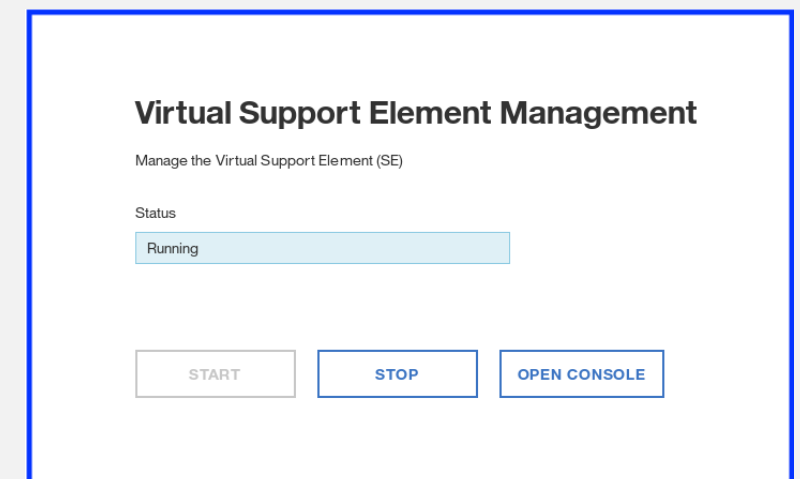 Virtual Support Element Management
Manage the Virtual Support Element (SE)
Status
Running
START
STOP
OPEN CONSOLE